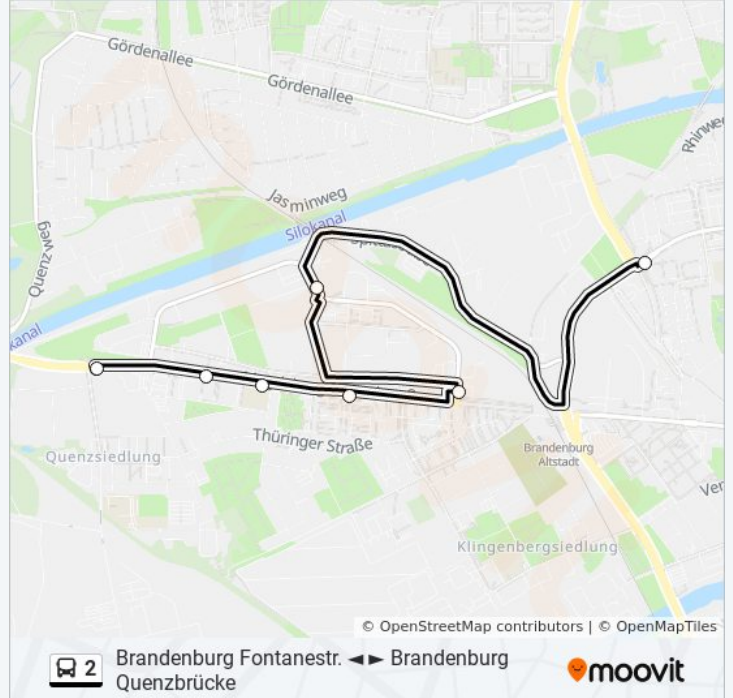 Gördenallee
Gördenallee
Rhinweg
Jasminweg
Silokanal
Quenzweg
kanal
Thüringer Straße
Quenzsiedlung
Brandenburg
Altstadt
Ver
Klingenbergsiedlung
© OpenStreetMap contributors | © OpenMapTiles
2
Brandenburg Fontanestr. ◄► Brandenburg
Quenzbrücke
moovit